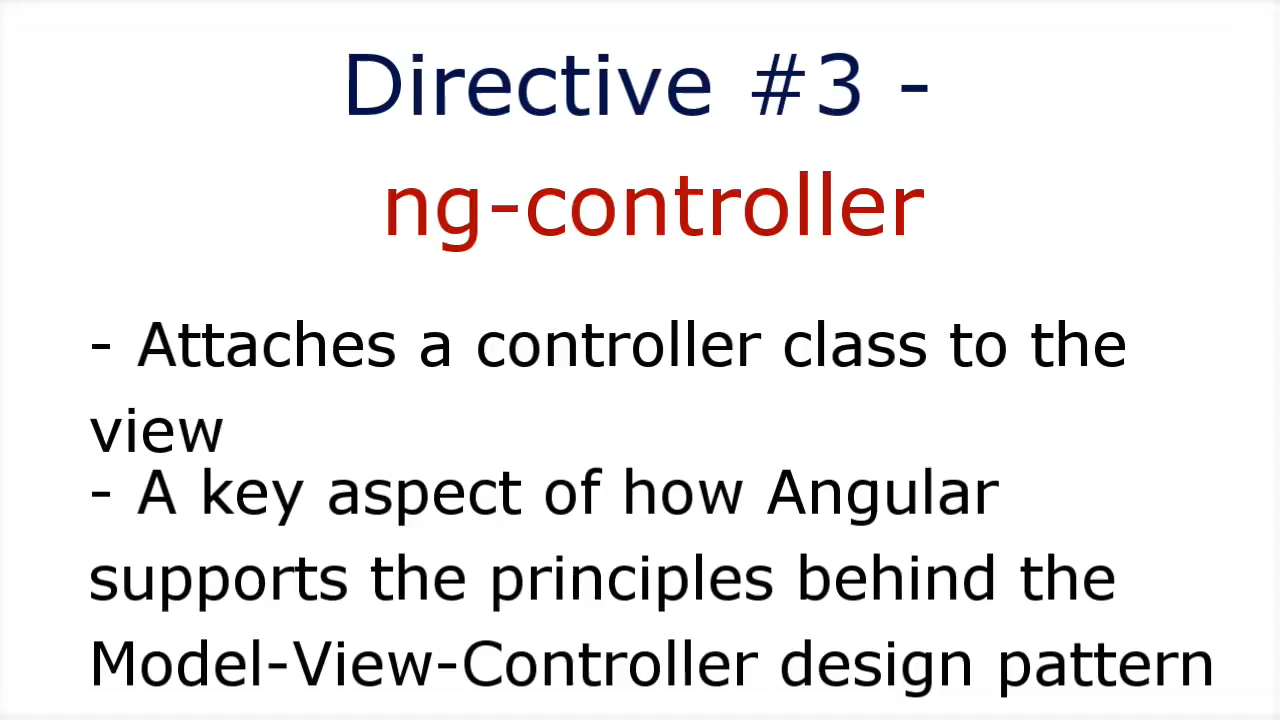 Directive #3 -
ng-controller
- Attaches a controller class to the
view
- A key aspect of how Angular
supports the principles behind the
Model-View-Controller design pattern